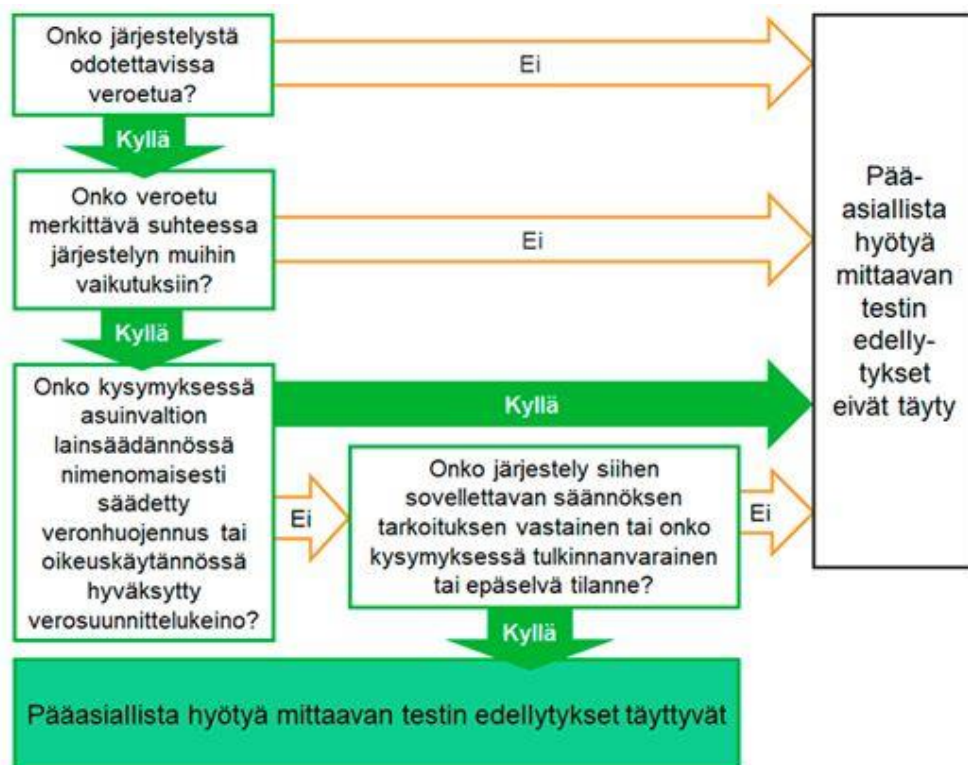 Onko järjestelystä
odotettavissa
veroetua?
Ei
Kyllä
Onko veroetu
merkittävä suhteessa
järjestelyn muihin
vaikutuksiin?
Ei
Kyllä
Onko kysymyksessä
asuinvaltion
lainsäädännössä
nimenomaisesti
säädetty
veronhuojennus tai
oikeuskäytännössä
hyväksytty
verosuunnittelukeino?
Kyllä
Ei
Onko järjestely siihen
sovellettavan säännöksen
tarkoituksen vastainen tai onko
kysymyksessä tulkinnanvarainen
tai epäselvä tilanne?
Ei
Kyllä
Pää-
asiallista
hyötyä
mittaavan
testin
edelly-
tykset
eivät täyty
Pääasiallista hyötyä mittaavan testin edellytykset täyttyvät